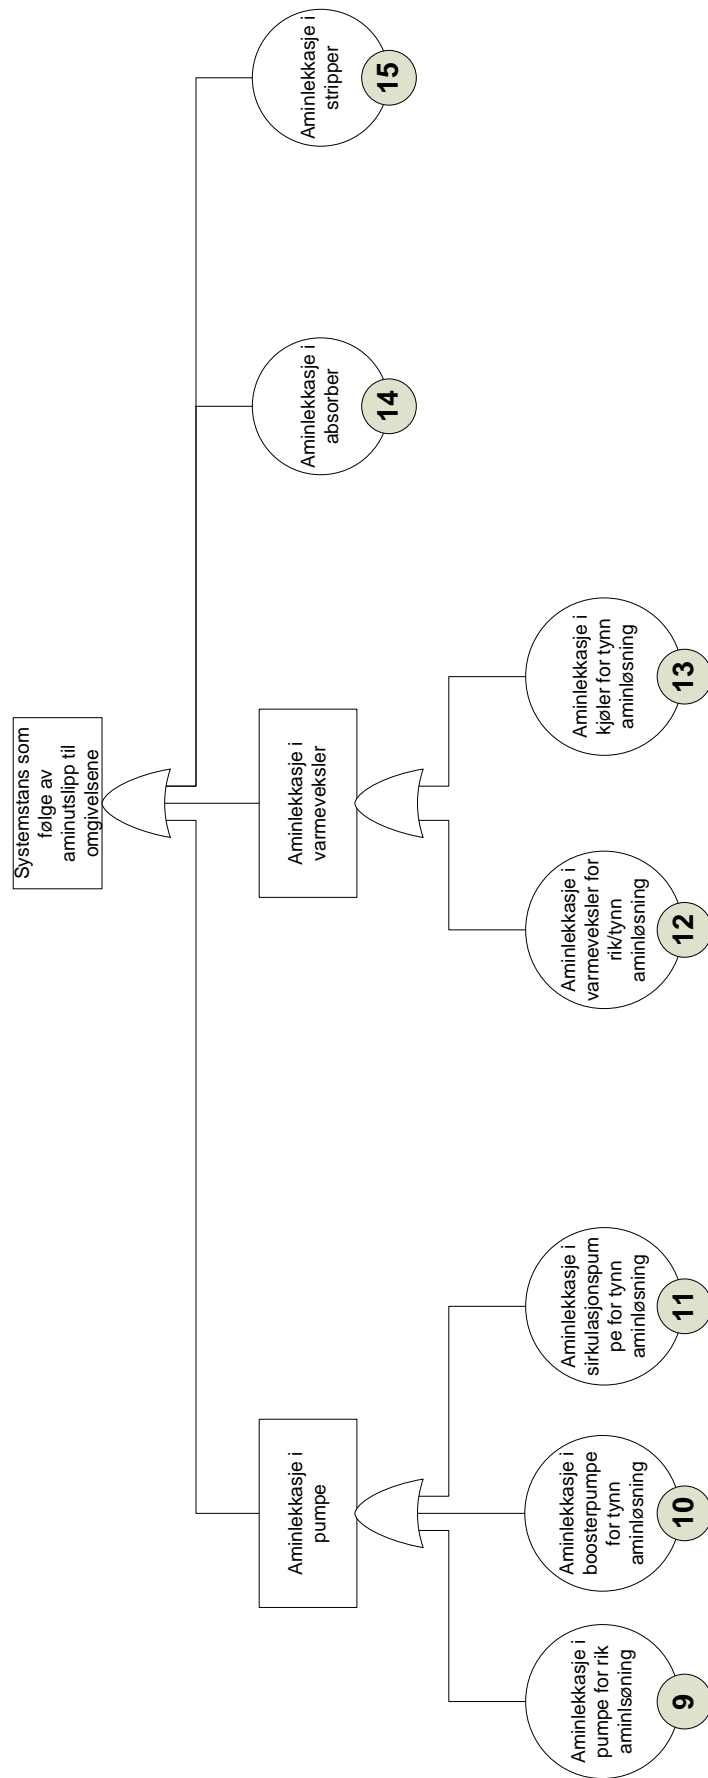 Systemstans som
følge av
aminutslipp til
omgivelsene
Aminlekkasje i
pumpe
Aminlekkasje i
varmeveksler
Aminlekkasje i
absorber
14
Aminlekkasje i
stripper
15
Aminlekkasje i
pumpe for rik
aminlsøning
9
Aminlekkasje i
boosterpumpe
for tynn
aminløsning
10
Aminlekkasje i
sirkulasjonspum
pe for tynn
aminløsning
11
Aminlekkasje i
varmeveksler for
rik/tynn
aminløsning
12
Aminlekkasje i
kjøler for tynn
aminløsning
13